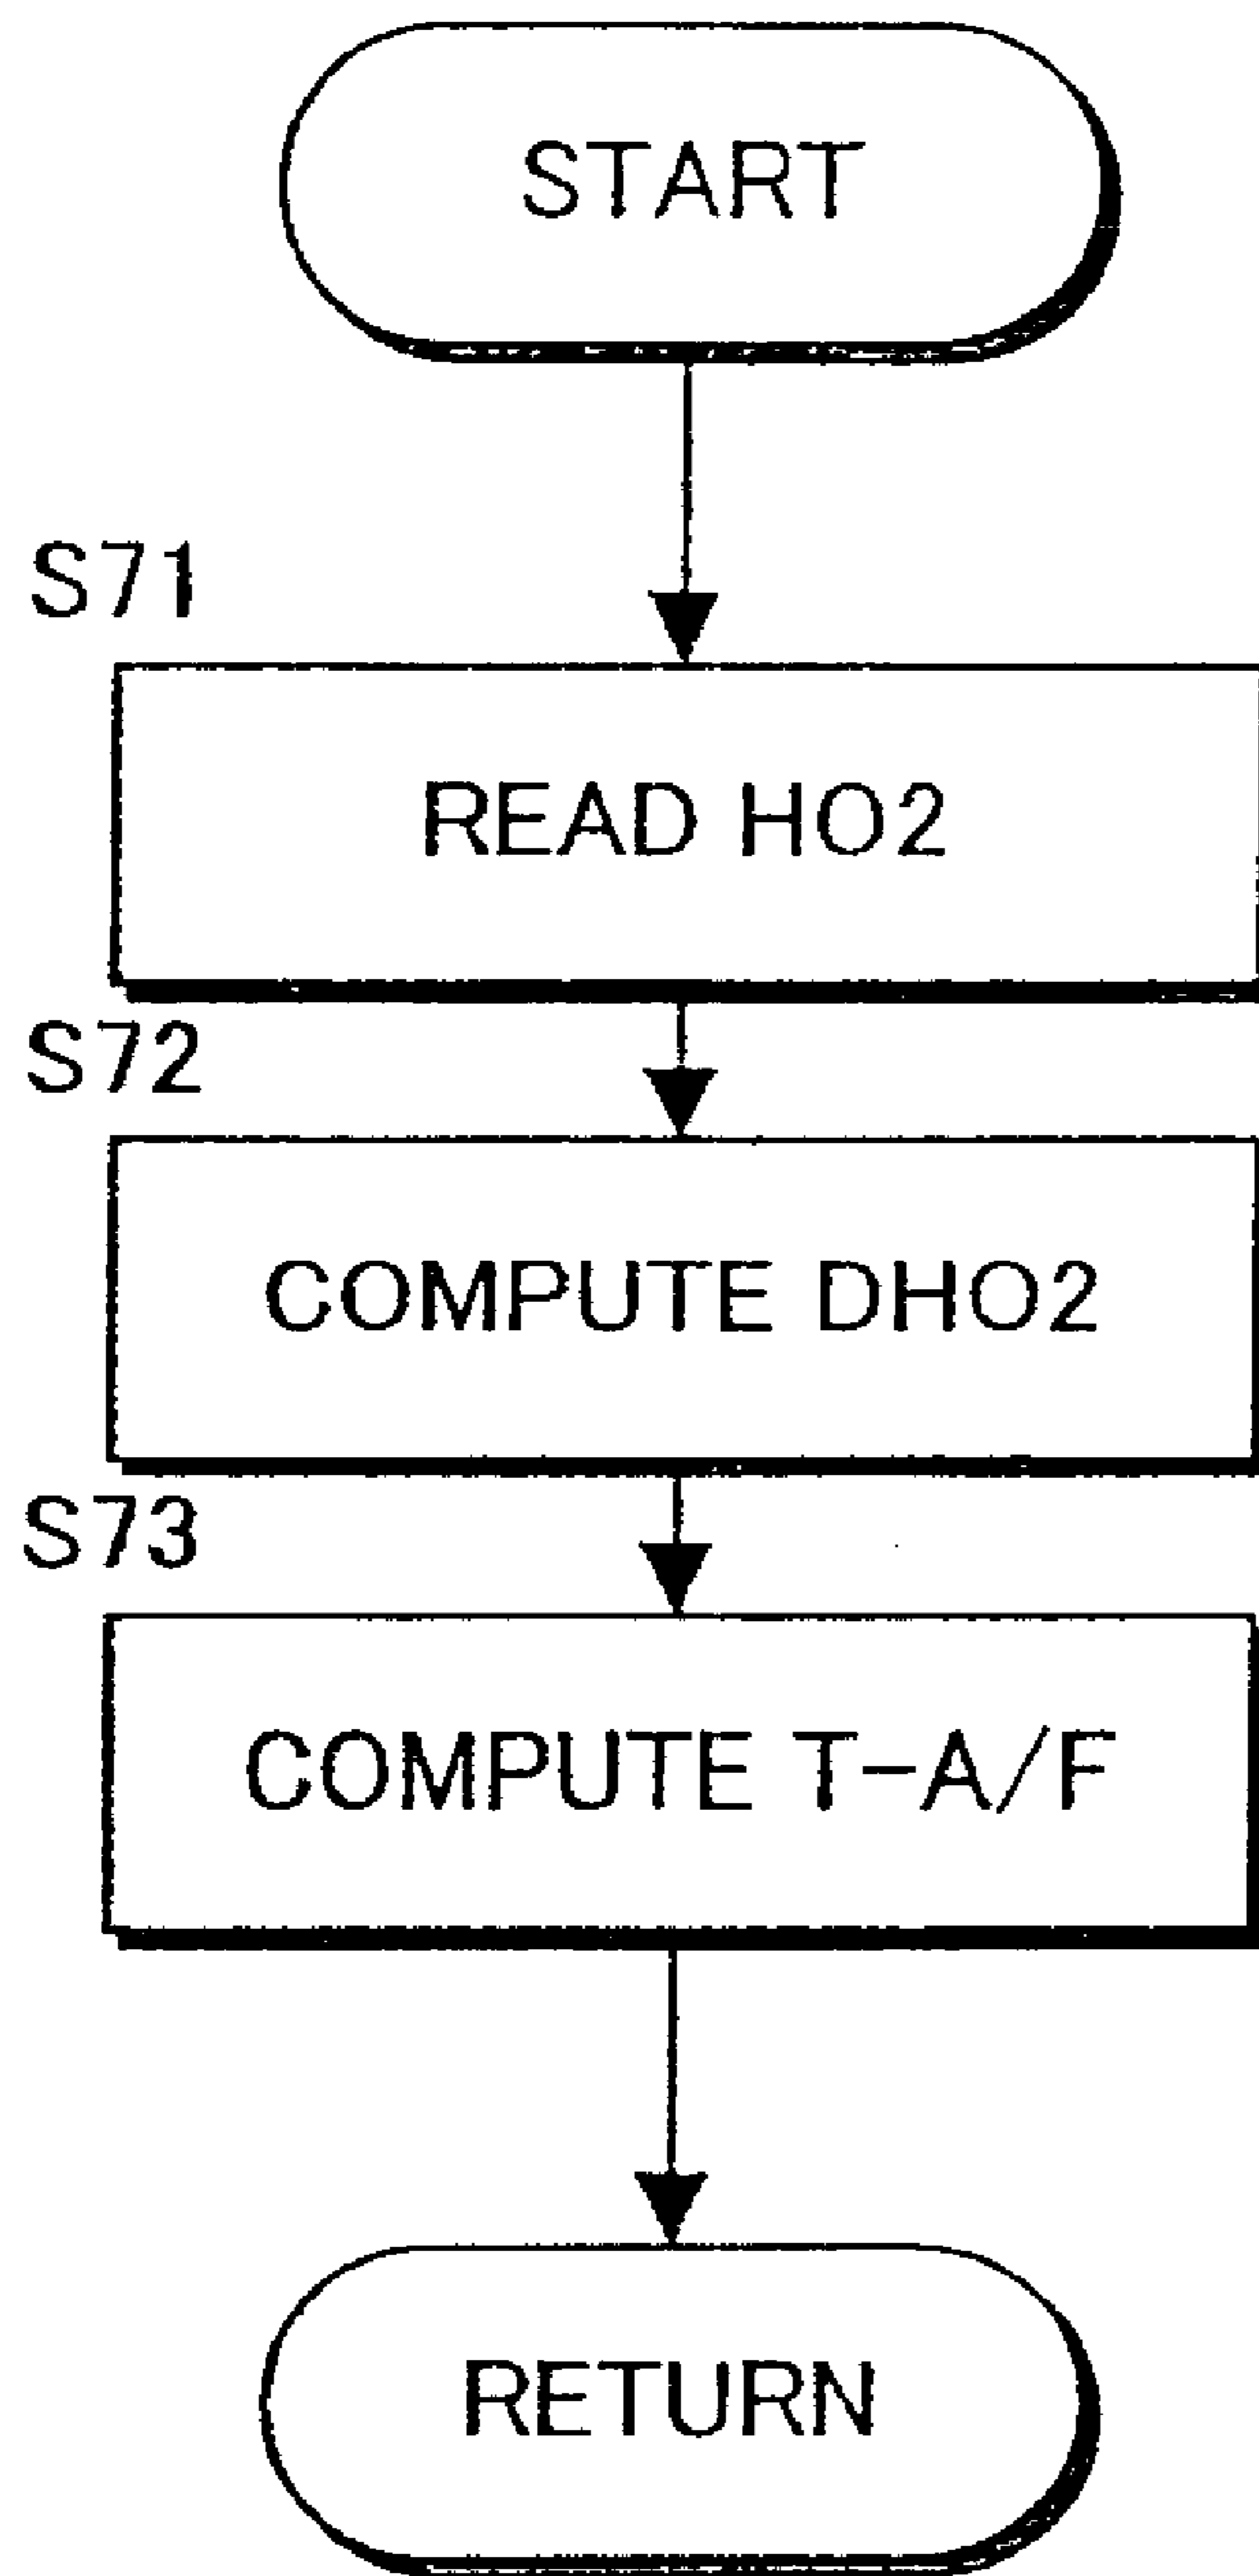 START
S71
READ HO2
S72
COMPUTE DHO2
S73
COMPUTE T-A/F
RETURN